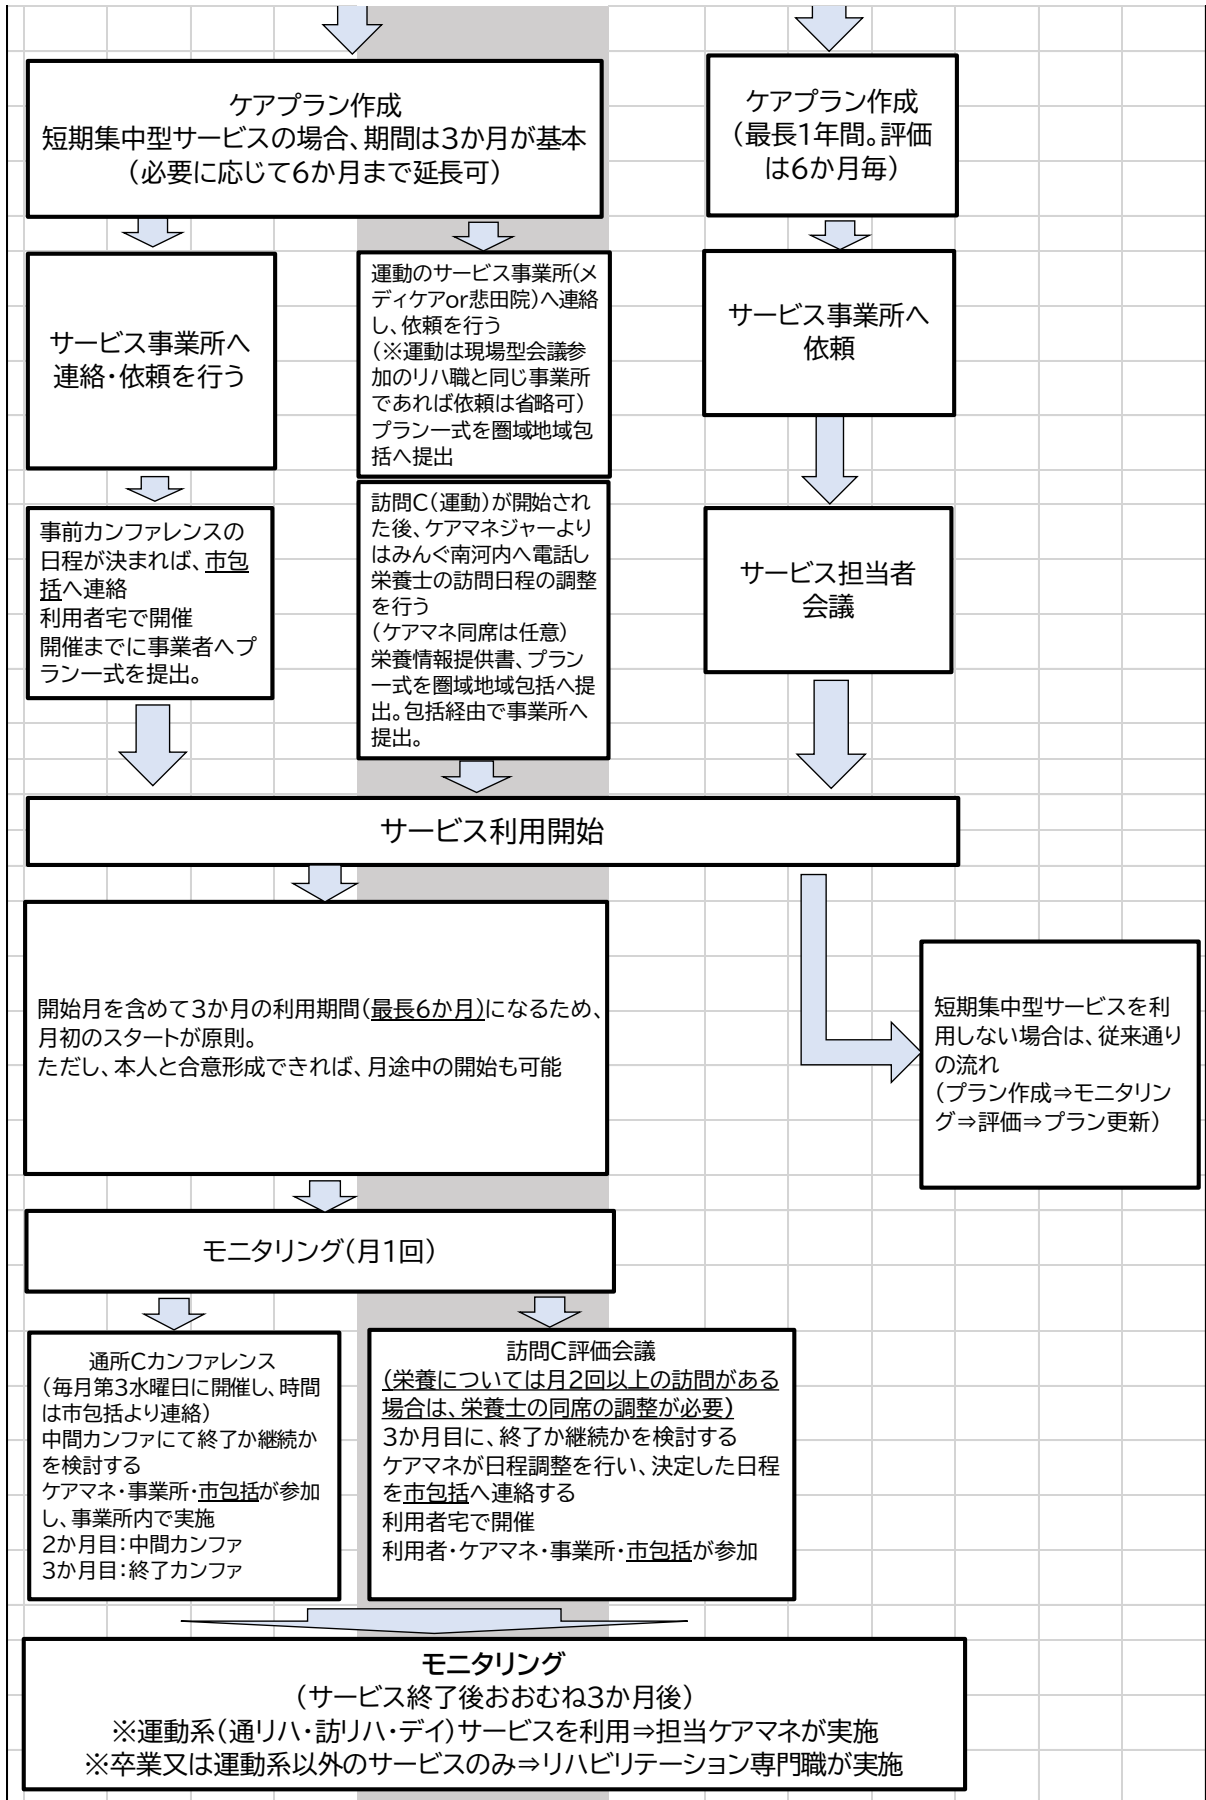 ケアプラン作成
短期集中型サービスの場合、期間は3か月が基本
（必要に応じて6か月まで延長可）
ケアプラン作成
（最長1年間。評価
は6か月毎）
サービス事業所へ
連絡・依頼を行う
運動のサービス事業所(メ
ディケアor悲田院)へ連絡
し、依頼を行う
（※運動は現場型会議参
加のリハ職と同じ事業所
であれば依頼は省略可）
プラン一式を圏域地域包
括へ提出
サービス事業所へ
依頼
事前カンファレンスの
日程が決まれば、市包
括へ連絡
利用者宅で開催
開催までに事業者へプ
ラン一式を提出。
訪問C（運動）が開始され
た後、ケアマネジャーより
はみんぐ南河内へ電話し
栄養士の訪問日程の調整
を行う
（ケアマネ同席は任意）
栄養情報提供書、プラン
一式を圏域地域包括へ提
出。包括経由で事業所へ
提出。
サービス担当者
会議
サービス利用開始
開始月を含めて3か月の利用期間(最長6か月)になるため、
月初のスタートが原則。
ただし、本人と合意形成できれば、月途中の開始も可能
短期集中型サービスを利
用しない場合は、従来通り
の流れ
（プラン作成⇒モニタリン
グ⇒評価⇒プラン更新）
モニタリング(月1回)
通所Cカンファレンス
（毎月第3水曜日に開催し、時間
は市包括より連絡）
中間カンファにて終了か継続か
を検討する
ケアマネ・事業所・市包括が参加
し、事業所内で実施
2か月目：中間カンファ
3か月目：終了カンファ
訪問C評価会議
(栄養については月2回以上の訪問がある
場合は、栄養士の同席の調整が必要)
3か月目に、終了か継続かを検討する
ケアマネが日程調整を行い、決定した日程
を市包括へ連絡する
利用者宅で開催
利用者・ケアマネ・事業所・市包括が参加
モニタリング
（サービス終了後おおむね3か月後）
※運動系（通リハ・訪リハ・デイ）サービスを利用⇒担当ケアマネが実施
※卒業又は運動系以外のサービスのみ⇒リハビリテーション専門職が実施